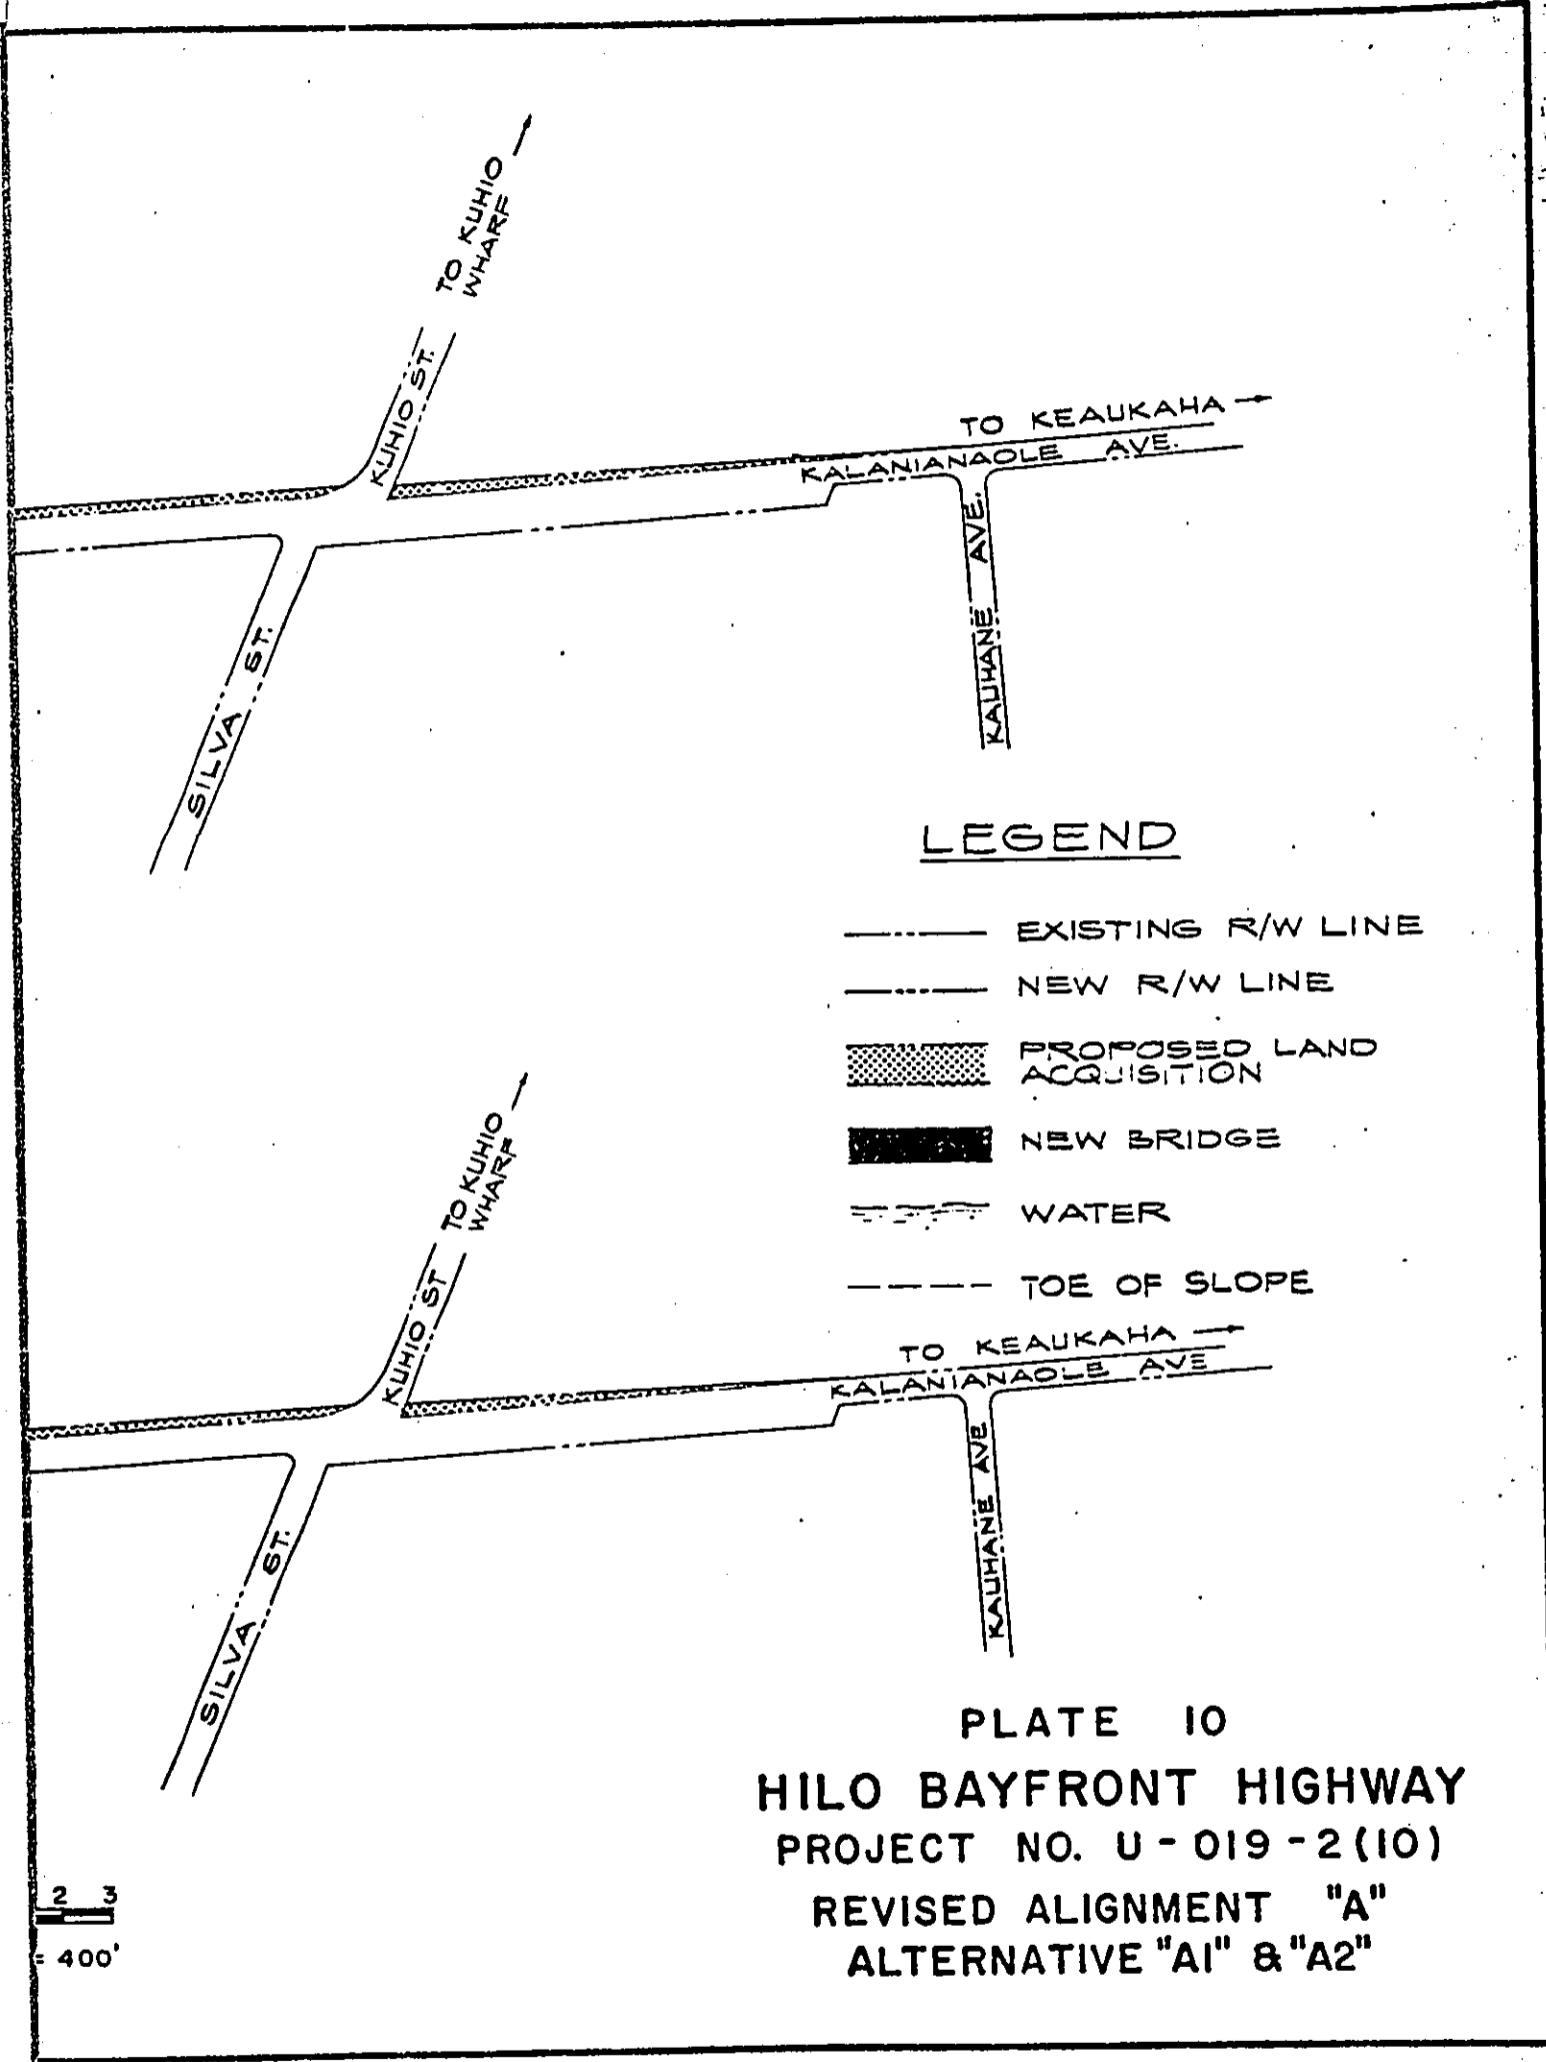 TO KUHIO
WHARF
KUHIO ST.
TO KEAUKAHA
KALANIANAOLE AVE.
KAUHANE AVE.
SILVA ST.
LEGEND
EXISTING R/W LINE
NEW R/W LINE
PROPOSED LAND
ACQUISITION
NEW BRIDGE
WATER
TOE OF SLOPE
TO KUHIO
WHARF
KUHIO ST
TO KEAUKAHA
KALANIANAOLE AVE
KAUHANE AVE
SILVA ST.
PLATE 10
HILO BAYFRONT HIGHWAY
PROJECT NO. U-019-2(10)
REVISED ALIGNMENT "A"
ALTERNATIVE "A1" & "A2"
2 3
= 400'